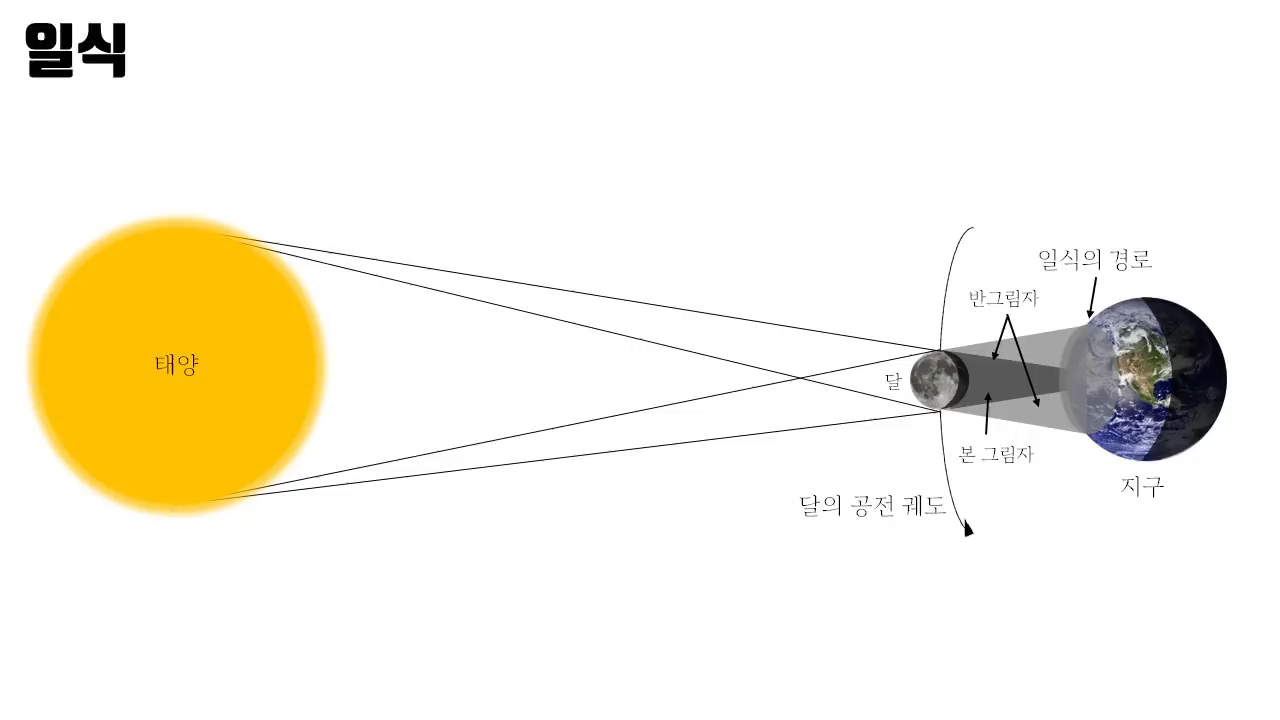 일식
태양
일식의 경로
반그림자
달
본 그림자
지구
달의 공전 궤도